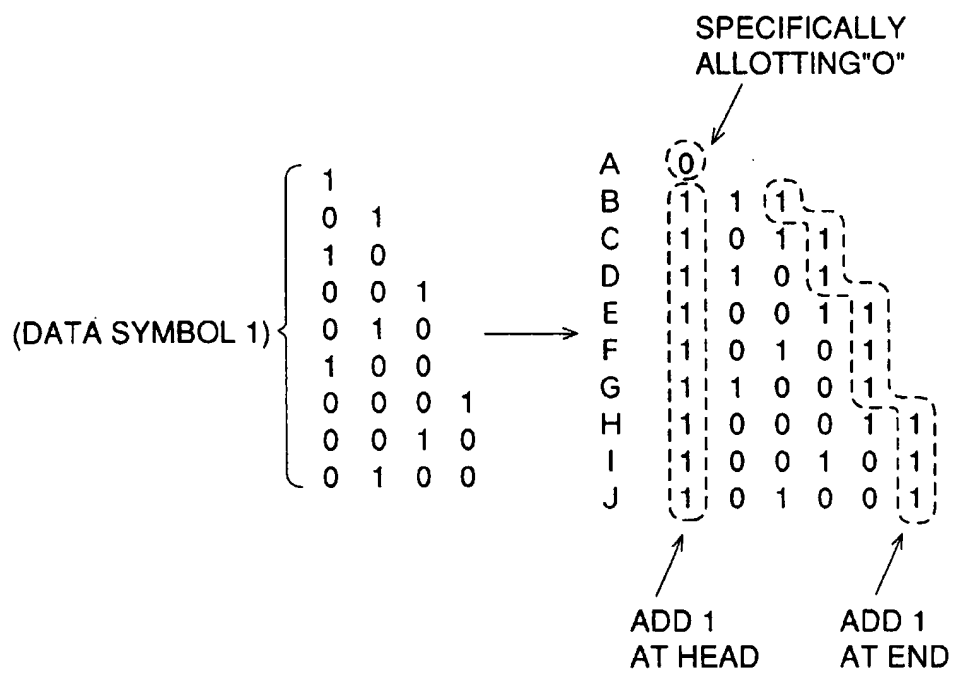 SPECIFICALLY
ALLOTTING"O"
(DATA SYMBOL 1)
1
0 1
1 0
0 0 1
0 1 0
1 0 0
0 0 0 1
0 0 1 0
0 1 0 0
A 0
B 1 1 1
C 1 0 1 1
D 1 1 0 1
E 1 0 0 1 1
F 1 0 1 0 1
G 1 1 0 0 1
H 1 0 0 0 1 1
I 1 0 0 1 0 1
J 1 0 1 0 0 1
ADD 1
AT HEAD
ADD 1
AT END